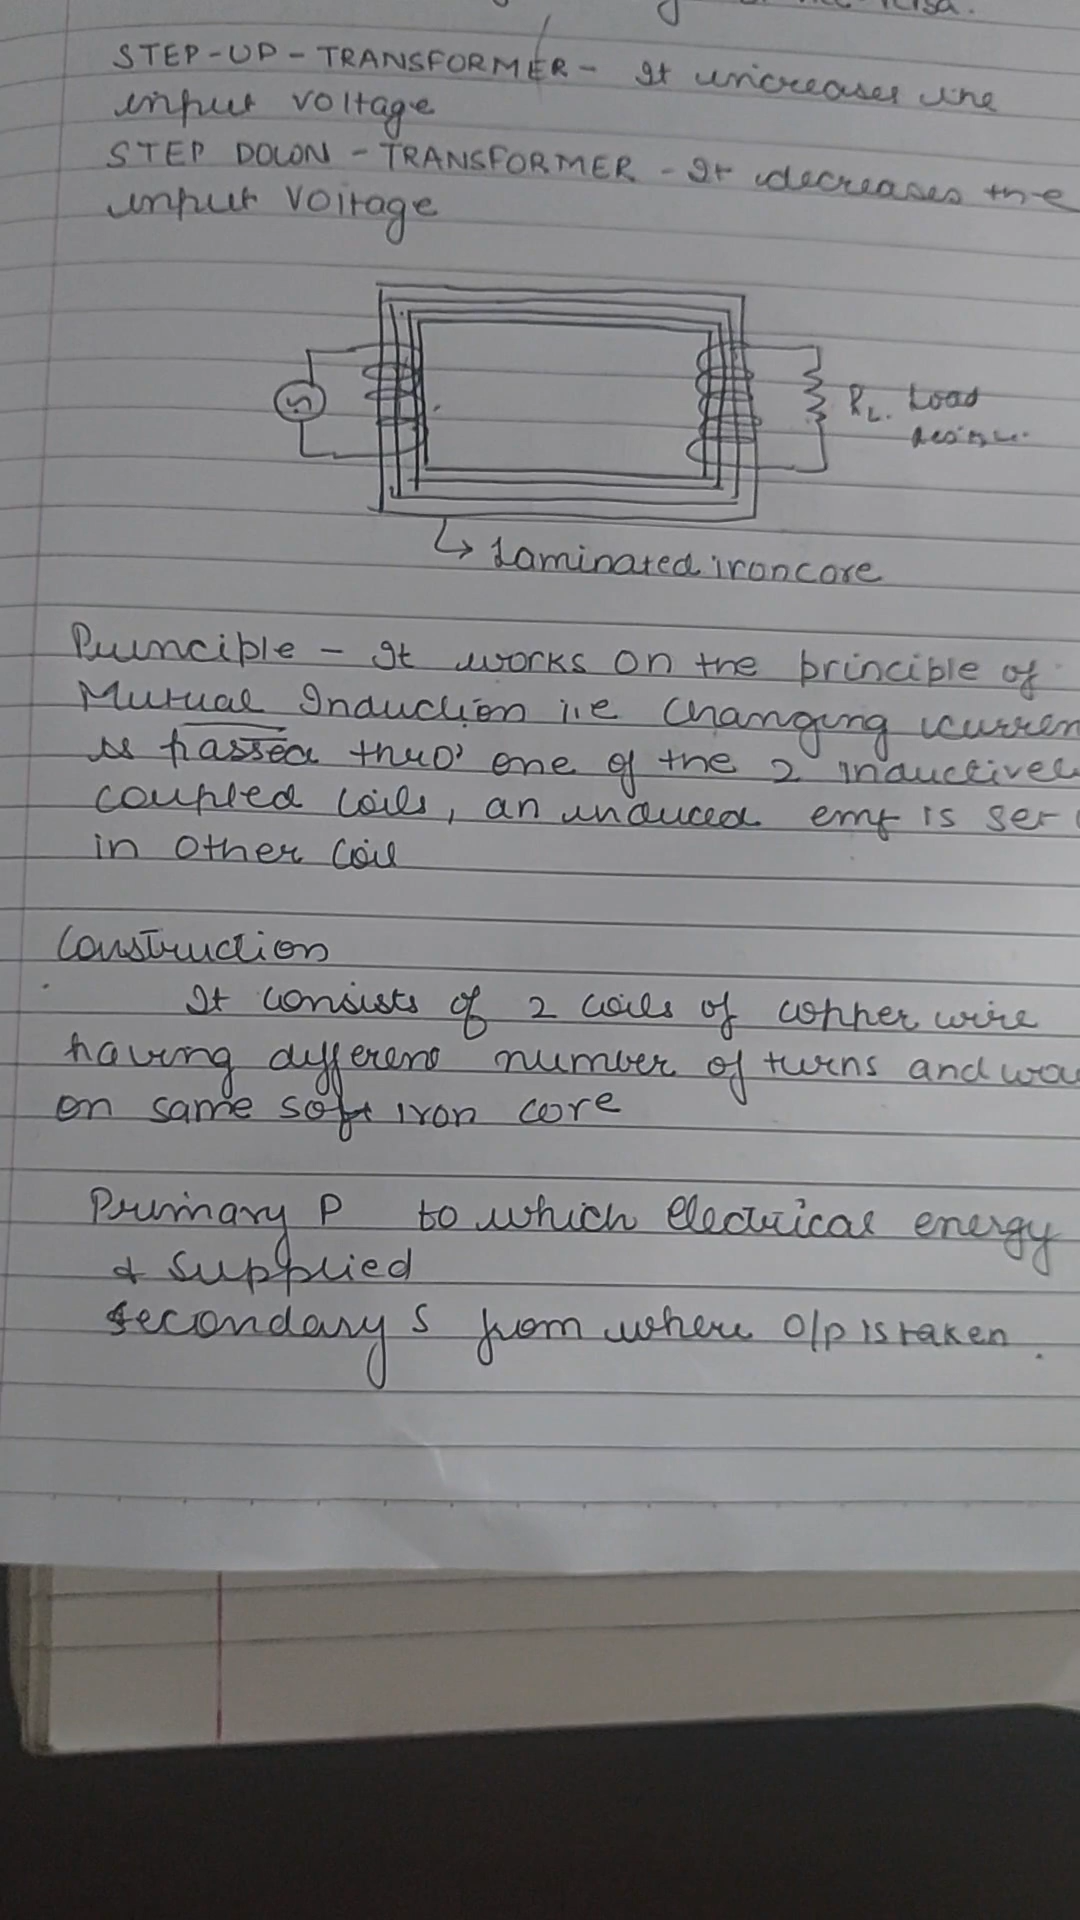 STEP-UP-TRANSFORMER- It increases the
input voltage
STEP DOWN - TRANSFORMER - It decreases the
input voltage
RL. Load
Laminated iron core
Principle - It works on the principle of
Mutual Induction i.e changing curren
is passed thro' one of the 2 inductivel
coupled coils, an induced emf is set
in other coil
Construction
It consists of 2 coils of copper wire
having different number of turns and wou
on same soft iron core
Primary P to which electrical energy
is supplied
Secondary S from where O/p is taken.